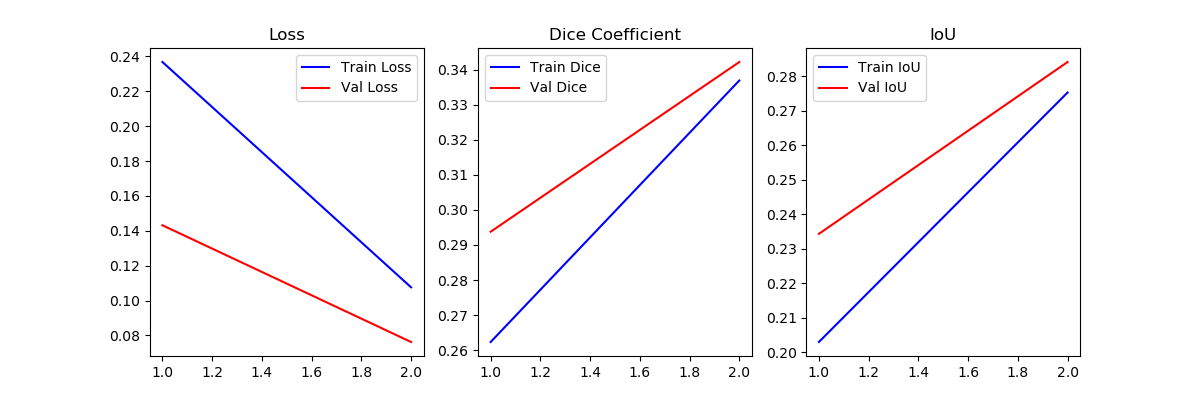 Loss
0.24
0.22
0.20
0.18
0.16
0.14
0.12
0.10
0.08
1.0 1.2 1.4 1.6 1.8 2.0
Train Loss
Val Loss
Dice Coefficient
0.34
0.33
0.32
0.31
0.30
0.29
0.28
0.27
0.26
1.0 1.2 1.4 1.6 1.8 2.0
Train Dice
Val Dice
IoU
0.28
0.27
0.26
0.25
0.24
0.23
0.22
0.21
0.20
1.0 1.2 1.4 1.6 1.8 2.0
Train IoU
Val IoU